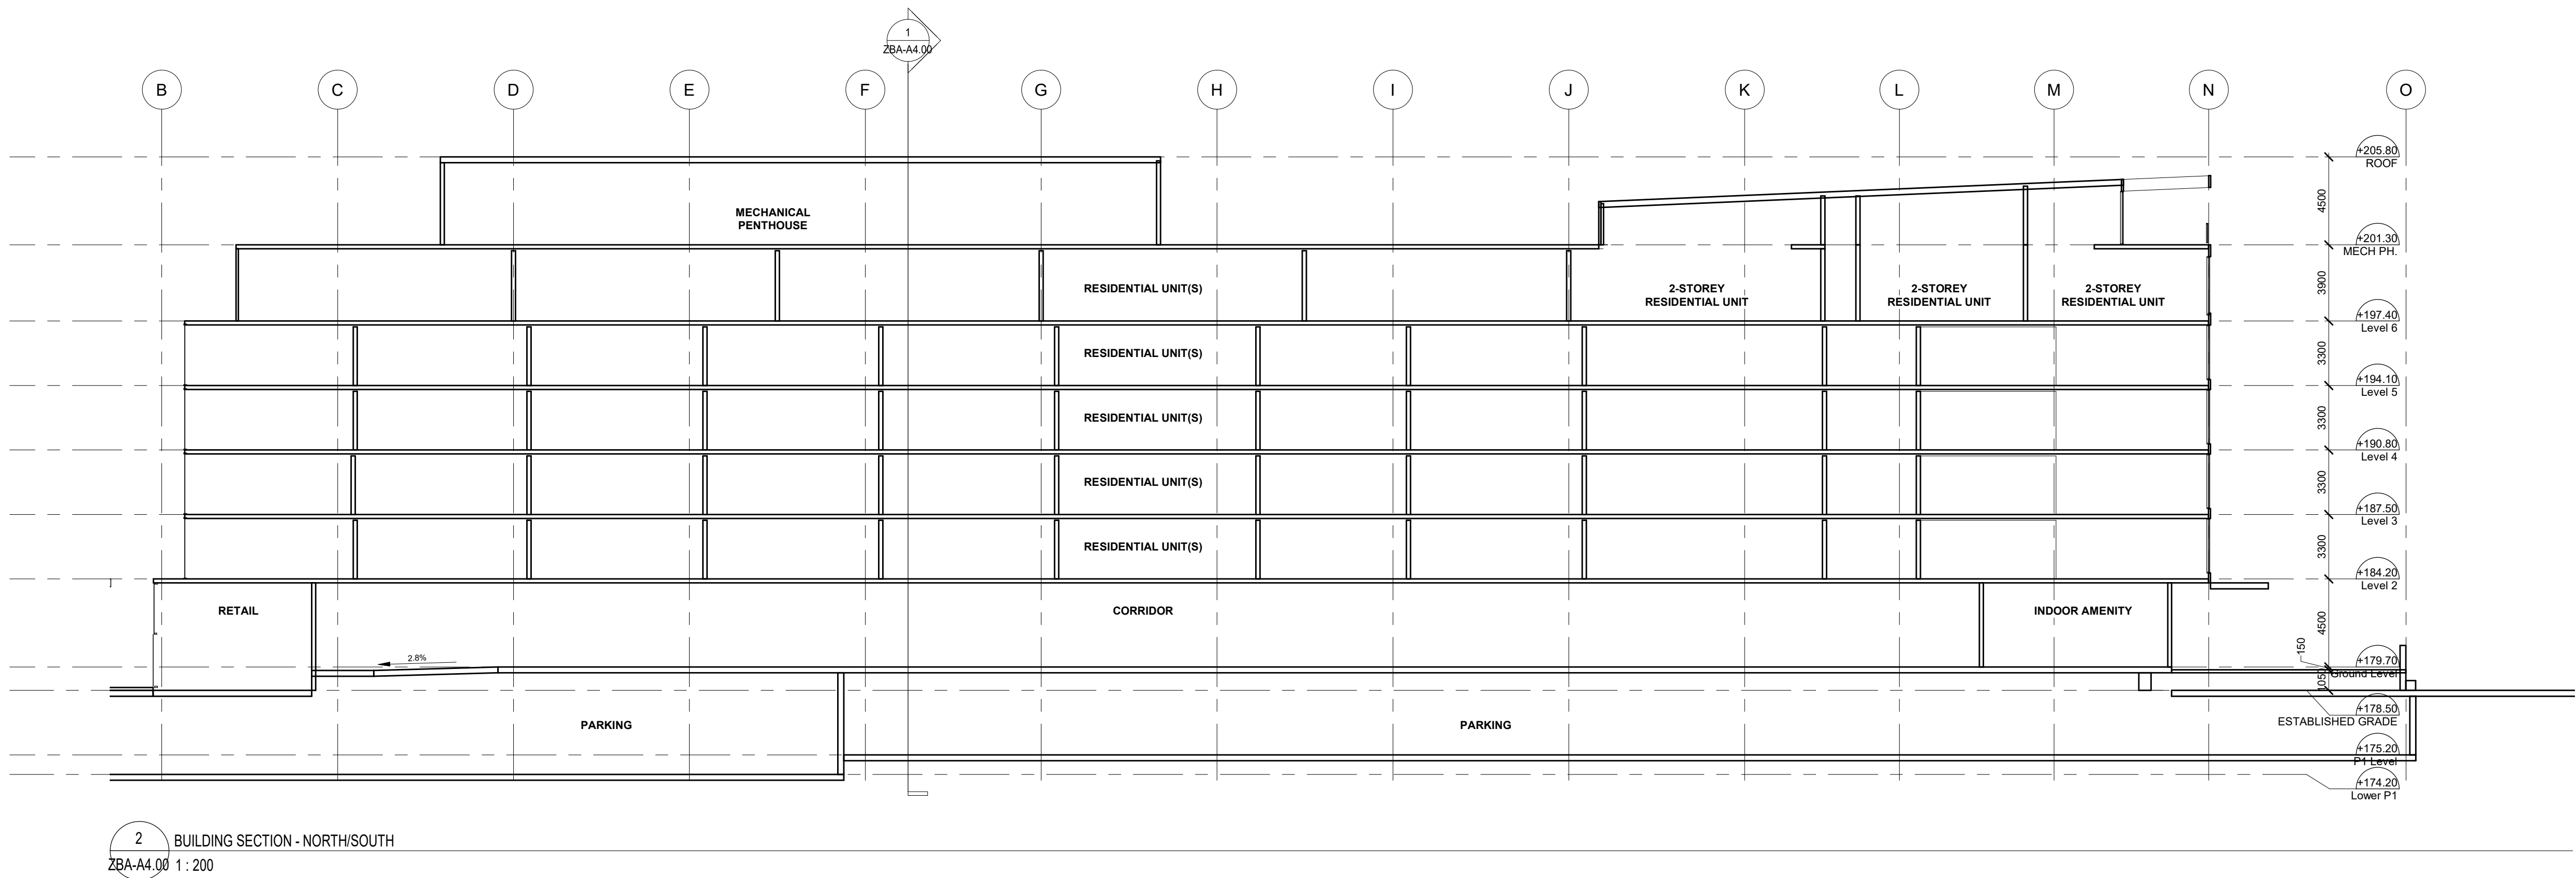 1
ZBA-A4.00
B C D E F G H I J K L M N O
+205.80
ROOF
4500
MECHANICAL
PENTHOUSE
+201.30
MECH PH.
3900
RESIDENTIAL UNIT(S)
2-STOREY
RESIDENTIAL UNIT
2-STOREY
RESIDENTIAL UNIT
2-STOREY
RESIDENTIAL UNIT
+197.40
Level 6
3300
RESIDENTIAL UNIT(S)
+194.10
Level 5
3300
RESIDENTIAL UNIT(S)
+190.80
Level 4
3300
RESIDENTIAL UNIT(S)
+187.50
Level 3
3300
RESIDENTIAL UNIT(S)
+184.20
Level 2
RETAIL
CORRIDOR
INDOOR AMENITY
4500
150
2.8%
+179.70
Ground Level
1050
+178.50
ESTABLISHED GRADE
PARKING
PARKING
+175.20
P1 Level
+174.20
Lower P1
2
BUILDING SECTION - NORTH/SOUTH
ZBA-A4.00
1 : 200